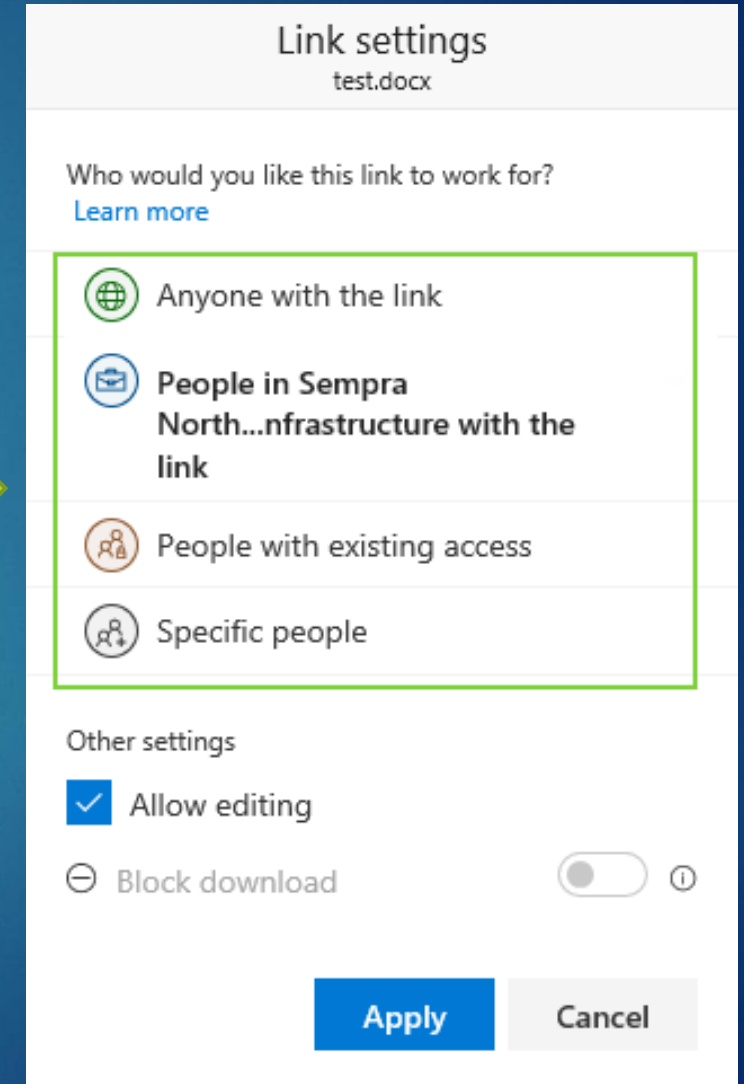 Link settings
test.docx
Who would you like this link to work for?
Learn more
Anyone with the link
People in Sempra
North...nfrastructure with the
link
People with existing access
Specific people
Other settings
Allow editing
Block download
Apply
Cancel